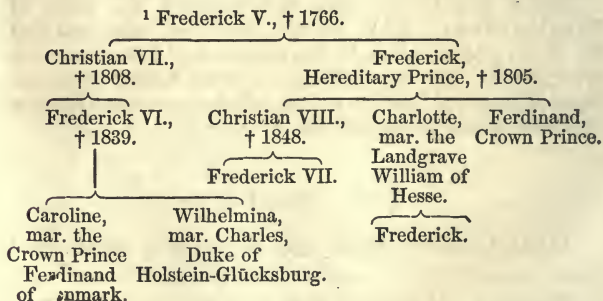 ¹ Frederick V., † 1766.
Christian VII., † 1808.
Frederick, Hereditary Prince, † 1805.
Frederick VI., † 1839.
Christian VIII., † 1848.
Charlotte, mar. the Landgrave William of Hesse.
Ferdinand, Crown Prince.
Frederick VII.
Frederick.
Caroline, mar. the Crown Prince Ferdinand of
Wilhelmina, mar. Charles, Duke of Holstein-Glücksburg.